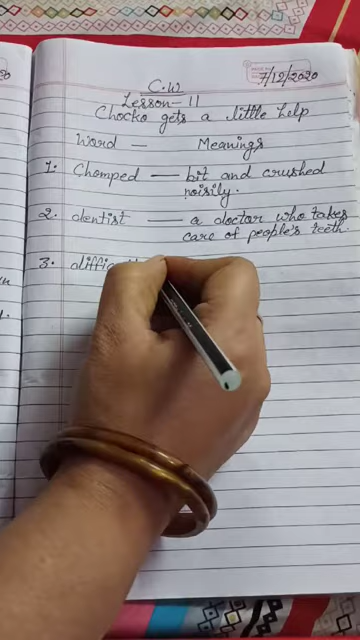 C.W
7/12/2020
Lesson-11
Chocko gets a little help
Word — Meanings
1. Chomped — bit and crushed
noisily.
2. dentist — a doctor who takes
care of people's teeth.
3.